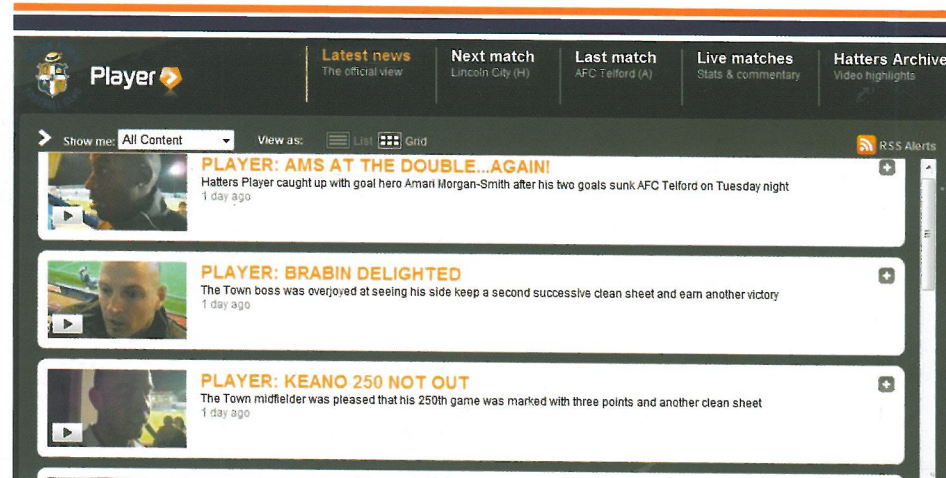 Player
Latest news
The official view
Next match
Lincoln City (H)
Last match
AFC Telford (A)
Live matches
Stats & commentary
Hatters Archive
Video highlights
Show me: All Content
View as: List Grid
RSS Alerts
PLAYER: AMS AT THE DOUBLE...AGAIN!
Hatters Player caught up with goal hero Amari Morgan-Smith after his two goals sunk AFC Telford on Tuesday night
1 day ago
PLAYER: BRABIN DELIGHTED
The Town boss was overjoyed at seeing his side keep a second successive clean sheet and earn another victory
1 day ago
PLAYER: KEANO 250 NOT OUT
The Town midfielder was pleased that his 250th game was marked with three points and another clean sheet
1 day ago